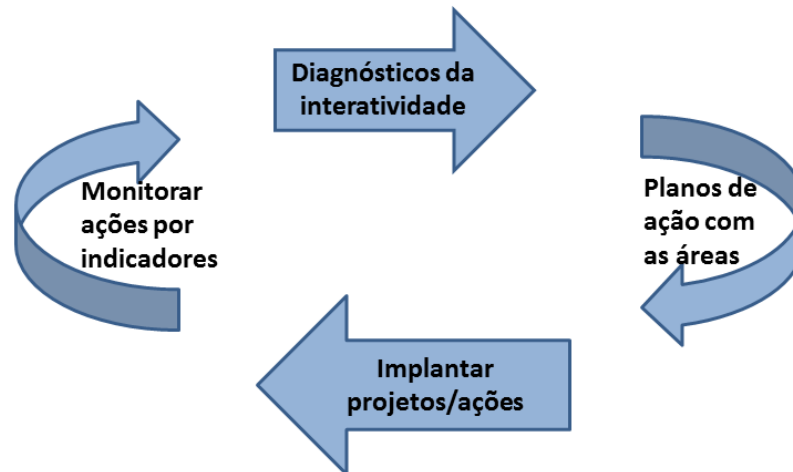 Diagnósticos da
interatividade
Planos de
ação com
as áreas
Implantar
projetos/ações
Monitorar
ações por
indicadores